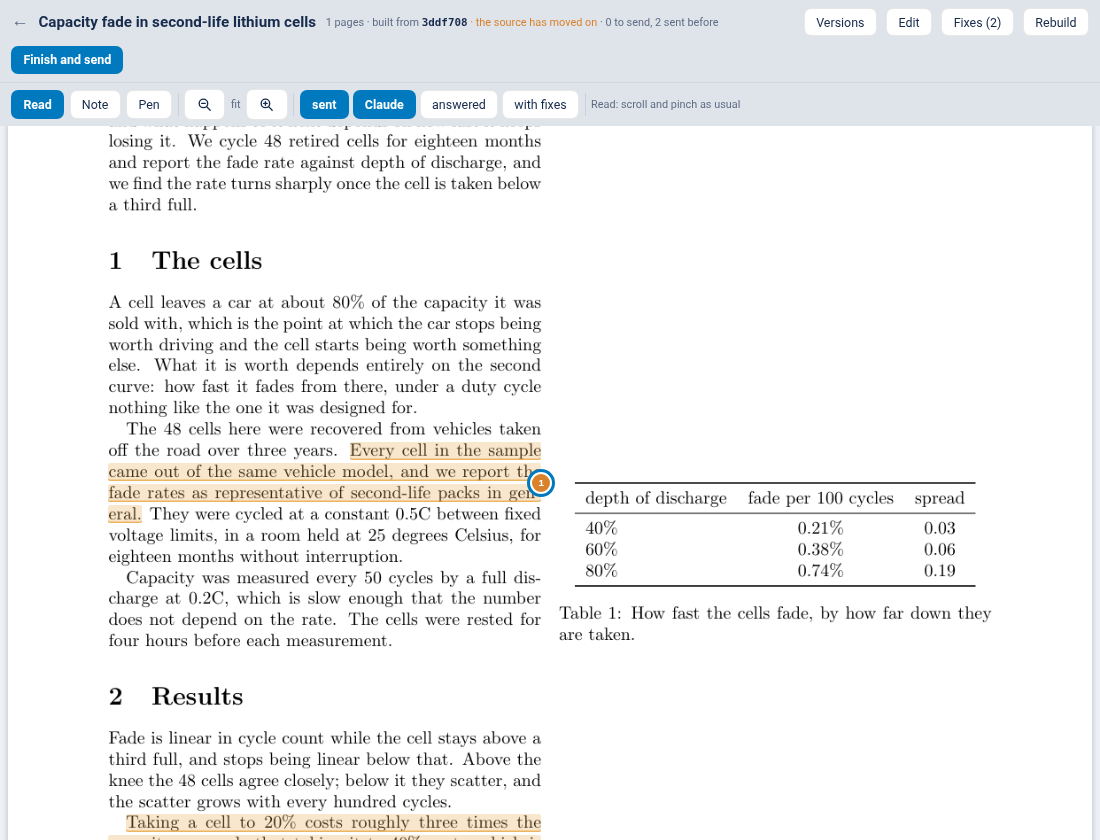 ← Capacity fade in second-life lithium cells 1 pages · built from 3ddf708 · the source has moved on · 0 to send, 2 sent before Versions Edit Fixes (2) Rebuild
Finish and send
Read Note Pen fit sent Claude answered with fixes Read: scroll and pinch as usual
losing it. We cycle 48 retired cells for eighteen months
and report the fade rate against depth of discharge, and
we find the rate turns sharply once the cell is taken below
a third full.
1 The cells
A cell leaves a car at about 80% of the capacity it was
sold with, which is the point at which the car stops being
worth driving and the cell starts being worth something
else. What it is worth depends entirely on the second
curve: how fast it fades from there, under a duty cycle
nothing like the one it was designed for.
The 48 cells here were recovered from vehicles taken
off the road over three years. Every cell in the sample
came out of the same vehicle model, and we report the
fade rates as representative of second-life packs in gen-
eral. They were cycled at a constant 0.5C between fixed
voltage limits, in a room held at 25 degrees Celsius, for
eighteen months without interruption.
Capacity was measured every 50 cycles by a full dis-
charge at 0.2C, which is slow enough that the number
does not depend on the rate. The cells were rested for
four hours before each measurement.
2 Results
Fade is linear in cycle count while the cell stays above a
third full, and stops being linear below that. Above the
knee the 48 cells agree closely; below it they scatter, and
the scatter grows with every hundred cycles.
Taking a cell to 20% costs roughly three times the
1
depth of discharge fade per 100 cycles spread
40% 0.21% 0.03
60% 0.38% 0.06
80% 0.74% 0.19
Table 1: How fast the cells fade, by how far down they
are taken.